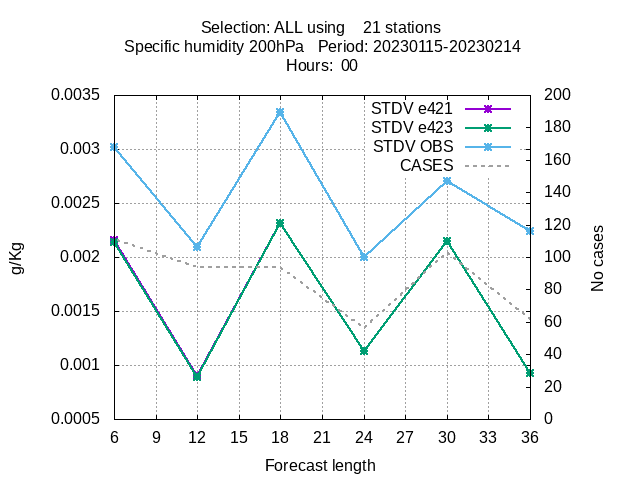 Selection: ALL using    21 stations
Specific humidity 200hPa   Period: 20230115-20230214
Hours:  00
0.0035
0.003
0.0025
0.002
0.0015
0.001
0.0005
g/Kg
STDV e421
STDV e423
STDV OBS
CASES
200
180
160
140
120
100
80
60
40
20
0
No cases
6 9 12 15 18 21 24 27 30 33 36
Forecast length